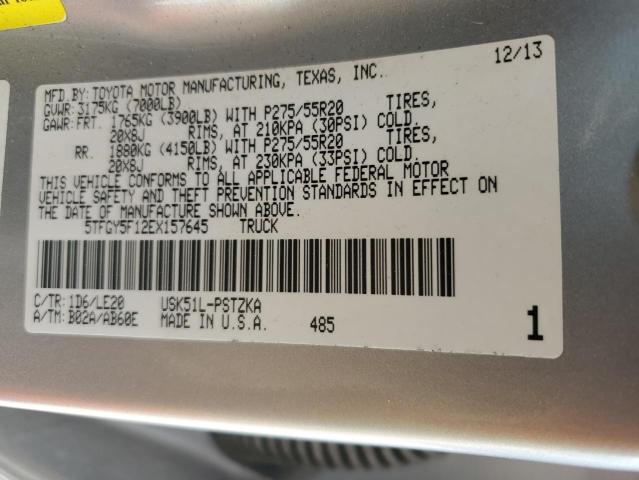 12/13
MFD.BY:TOYOTA MOTOR MANUFACTURING, TEXAS, INC.
GVWR:3175KG (7000LB)
GAWR:FRT. 1765KG (3900LB) WITH P275/55R20 TIRES,
20X8J RIMS, AT 210KPA (30PSI) COLD.
RR. 1880KG (4150LB) WITH P275/55R20 TIRES,
20X8J RIMS, AT 230KPA (33PSI) COLD.
THIS VEHICLE CONFORMS TO ALL APPLICABLE FEDERAL MOTOR
VEHICLE SAFETY AND THEFT PREVENTION STANDARDS IN EFFECT ON
THE DATE OF MANUFACTURE SHOWN ABOVE.
5TFGY5F12EX157645 TRUCK
C/TR:1D6/LE20 USK51L-PSTZKA
A/TM:B02A/AB60E MADE IN U.S.A. 485 1